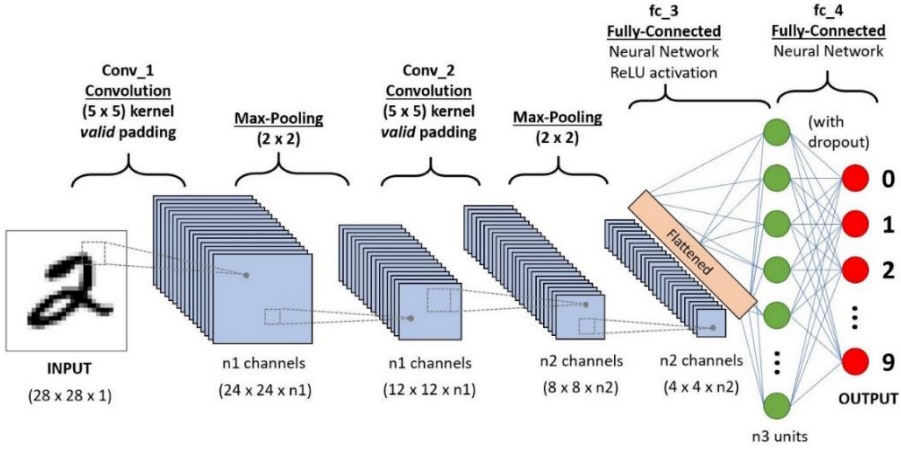 fc_3
Fully-Connected
Neural Network
ReLU activation
fc_4
Fully-Connected
Neural Network
Conv_1
Convolution
(5 x 5) kernel
valid padding
Max-Pooling
(2 x 2)
Conv_2
Convolution
(5 x 5) kernel
valid padding
Max-Pooling
(2 x 2)
(with
dropout)
Flattened
0
1
2
9
INPUT
(28 x 28 x 1)
n1 channels
(24 x 24 x n1)
n1 channels
(12 x 12 x n1)
n2 channels
(8 x 8 x n2)
n2 channels
(4 x 4 x n2)
n3 units
OUTPUT
2